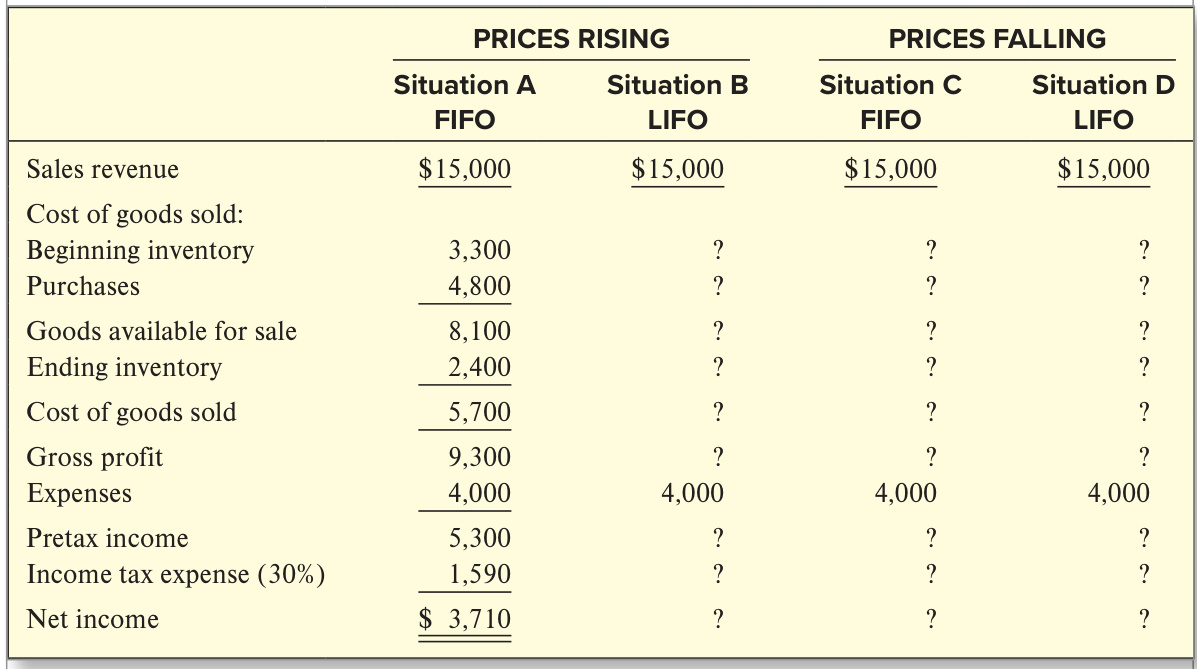 PRICES RISING PRICES FALLING
Situation A Situation B Situation C Situation D
FIFO LIFO FIFO LIFO
Sales revenue $15,000 $15,000 $15,000 $15,000
Cost of goods sold:
Beginning inventory 3,300 ? ? ?
Purchases 4,800 ? ? ?
Goods available for sale 8,100 ? ? ?
Ending inventory 2,400 ? ? ?
Cost of goods sold 5,700 ? ? ?
Gross profit 9,300 ? ? ?
Expenses 4,000 4,000 4,000 4,000
Pretax income 5,300 ? ? ?
Income tax expense (30%) 1,590 ? ? ?
Net income $ 3,710 ? ? ?